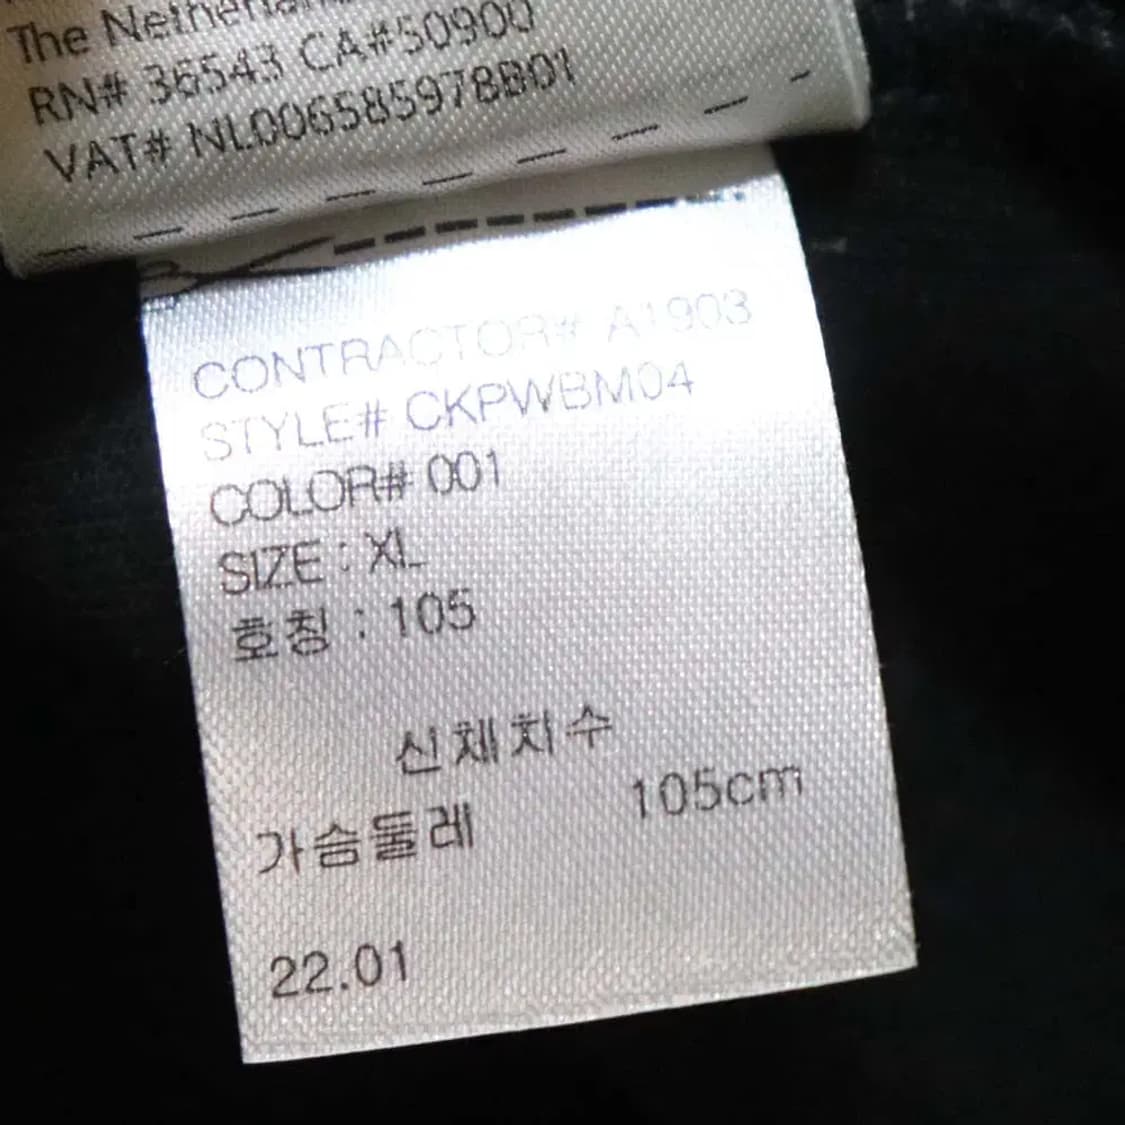 The Netherlands
RN# 36543 CA#50900
VAT# NL006585978B01
CONTRACTOR# A1903
STYLE# CKPWBM04
COLOR# 001
SIZE : XL
호칭 : 105
신체치수
가슴둘레 105cm
22.01